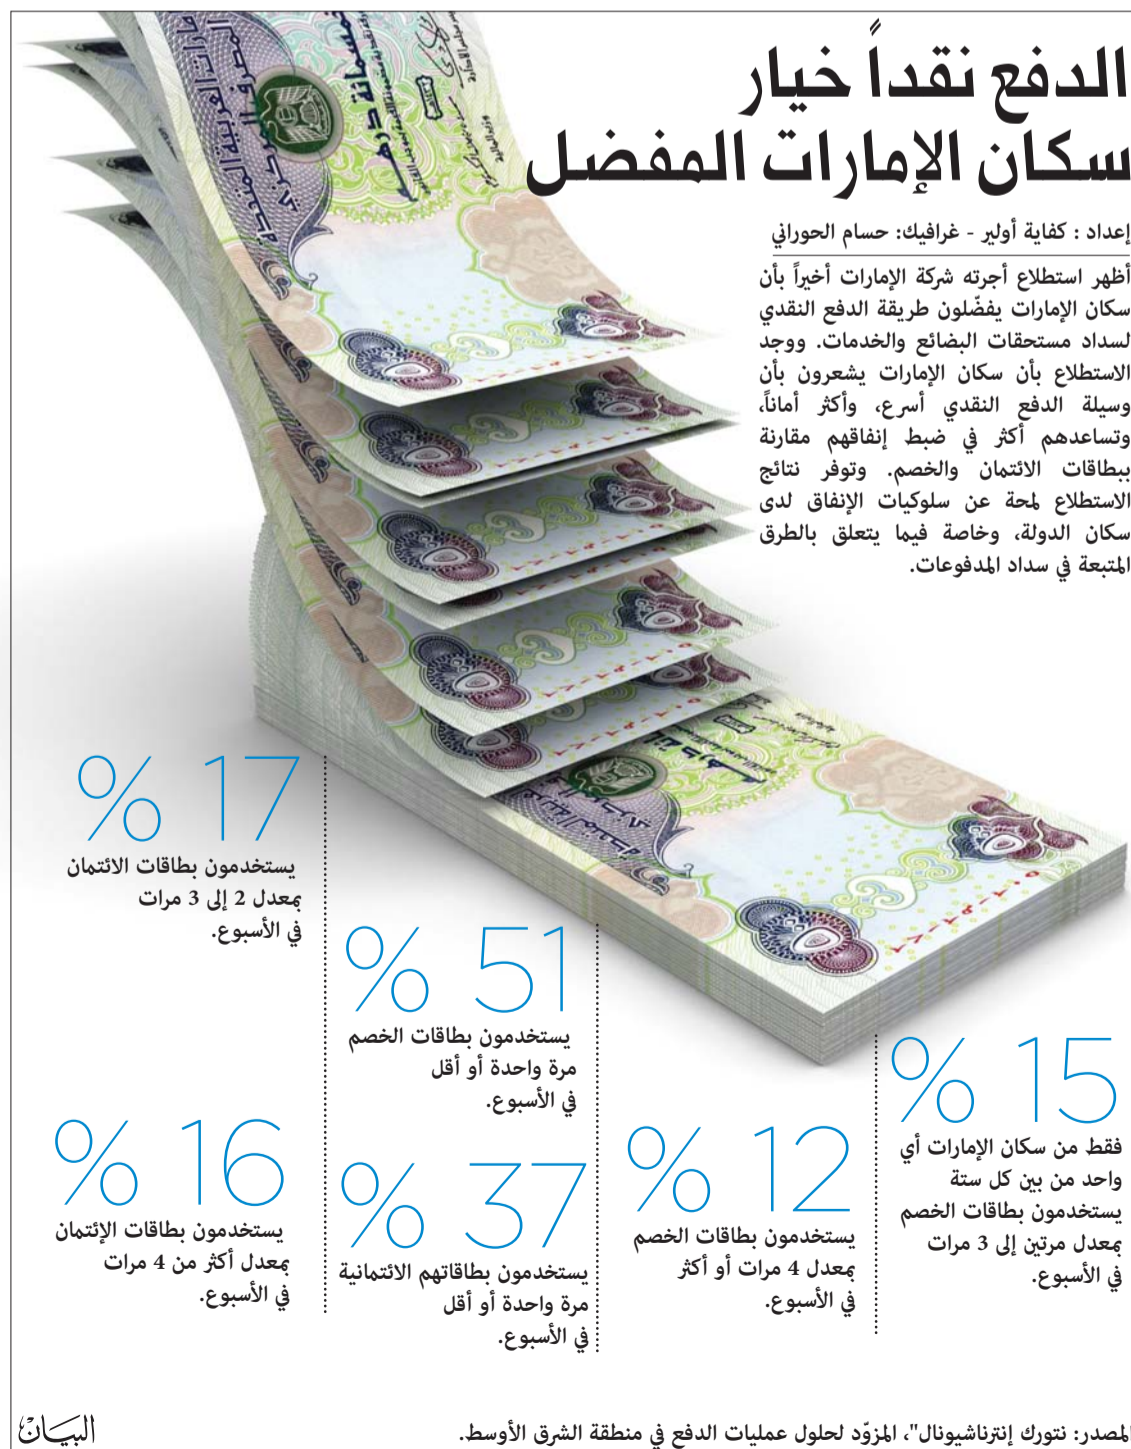 الدفع نقداً خيار
سكان الإمارات المفضل
إعداد : كفاية أولير - غرافيك: حسام الحوراني
أظهر استطلاع أجرته شركة الإمارات أخيراً بأن
سكان الإمارات يفضّلون طريقة الدفع النقدي
لسداد مستحقات البضائع والخدمات. ووجد
الاستطلاع بأن سكان الإمارات يشعرون بأن
وسيلة الدفع النقدي أسرع، وأكثر أماناً،
وتساعدهم أكثر في ضبط إنفاقهم مقارنة
ببطاقات الائتمان والخصم. وتوفر نتائج
الاستطلاع لمحة عن سلوكيات الإنفاق لدى
سكان الدولة، وخاصة فيما يتعلق بالطرق
المتبعة في سداد المدفوعات.
% 15
فقط من سكان الإمارات أي
واحد من بين كل ستة
يستخدمون بطاقات الخصم
بمعدل مرتين إلى 3 مرات
في الأسبوع.
% 12
يستخدمون بطاقات الخصم
بمعدل 4 مرات أو أكثر
في الأسبوع.
% 51
يستخدمون بطاقات الخصم
مرة واحدة أو أقل
في الأسبوع.
% 37
يستخدمون بطاقاتهم الائتمانية
مرة واحدة أو أقل
في الأسبوع.
% 17
يستخدمون بطاقات الائتمان
بمعدل 2 إلى 3 مرات
في الأسبوع.
% 16
يستخدمون بطاقات الإئتمان
بمعدل أكثر من 4 مرات
في الأسبوع.
المصدر: نتورك إنترناشيونال"، المزوّد لحلول عمليات الدفع في منطقة الشرق الأوسط.
البيان